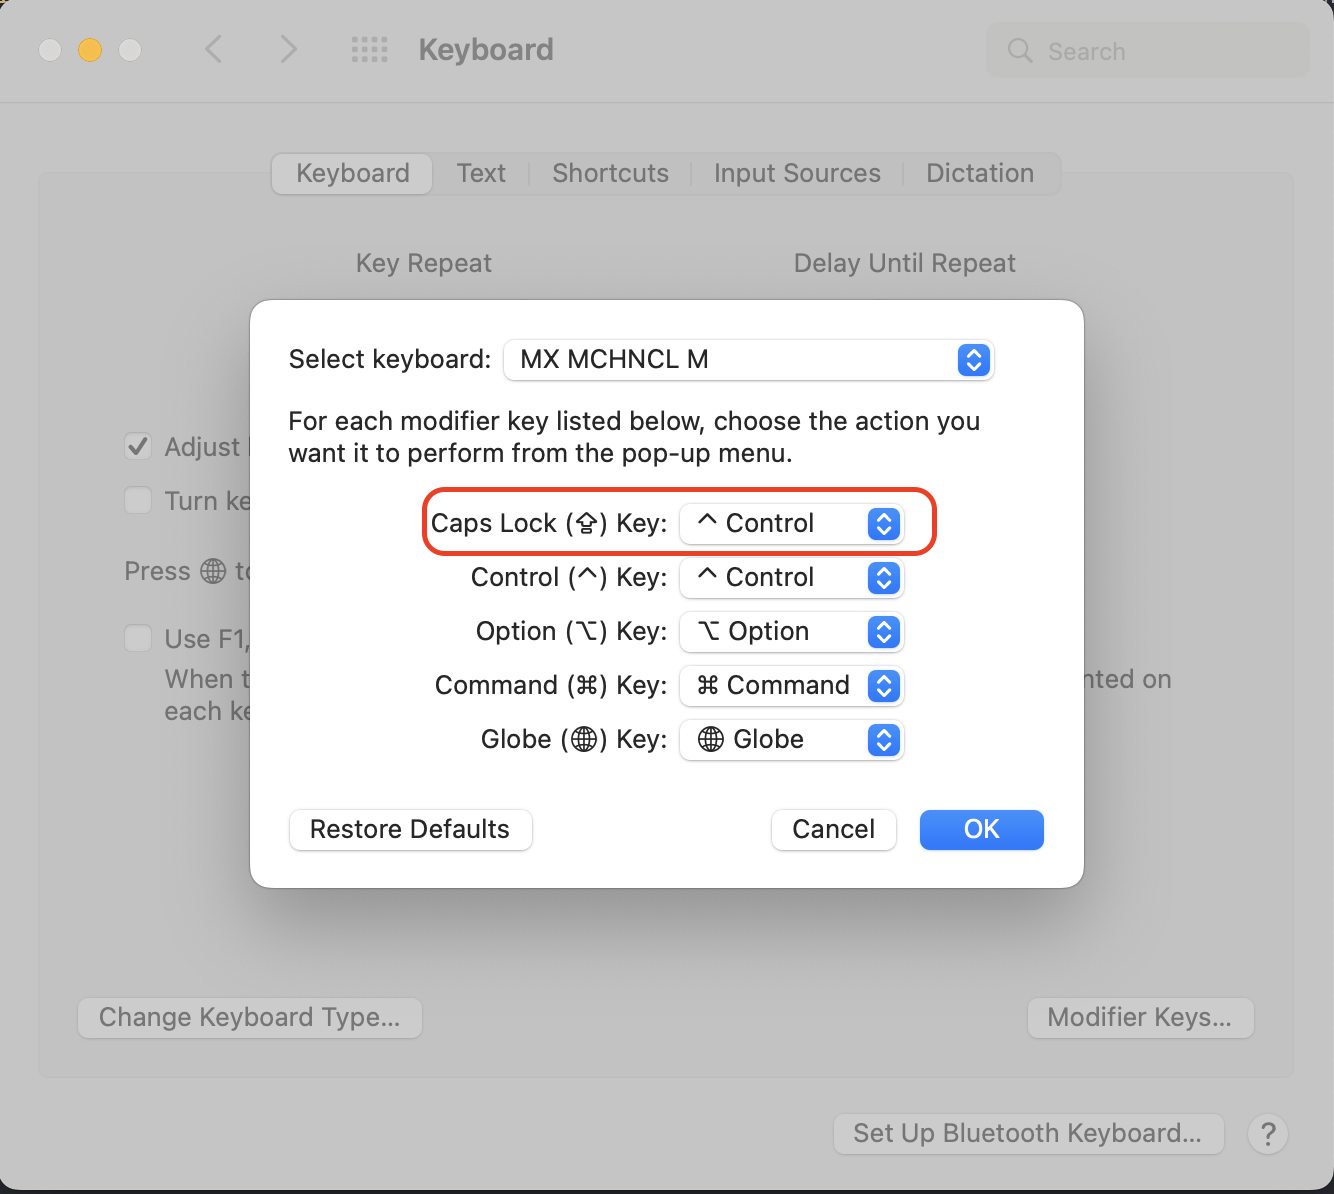 Keyboard
Search
Keyboard Text Shortcuts Input Sources Dictation
Key Repeat Delay Until Repeat
Select keyboard: MX MCHNCL M
For each modifier key listed below, choose the action you
want it to perform from the pop-up menu.
Adjust
Turn ke
Caps Lock (⇪) Key: ⌃ Control
Control (⌃) Key: ⌃ Control
Press 🌐 to
Option (⌥) Key: ⌥ Option
Use F1,
Command (⌘) Key: ⌘ Command
When t nted on
each ke
Globe (🌐) Key: 🌐 Globe
Restore Defaults Cancel OK
Change Keyboard Type... Modifier Keys...
Set Up Bluetooth Keyboard... ?